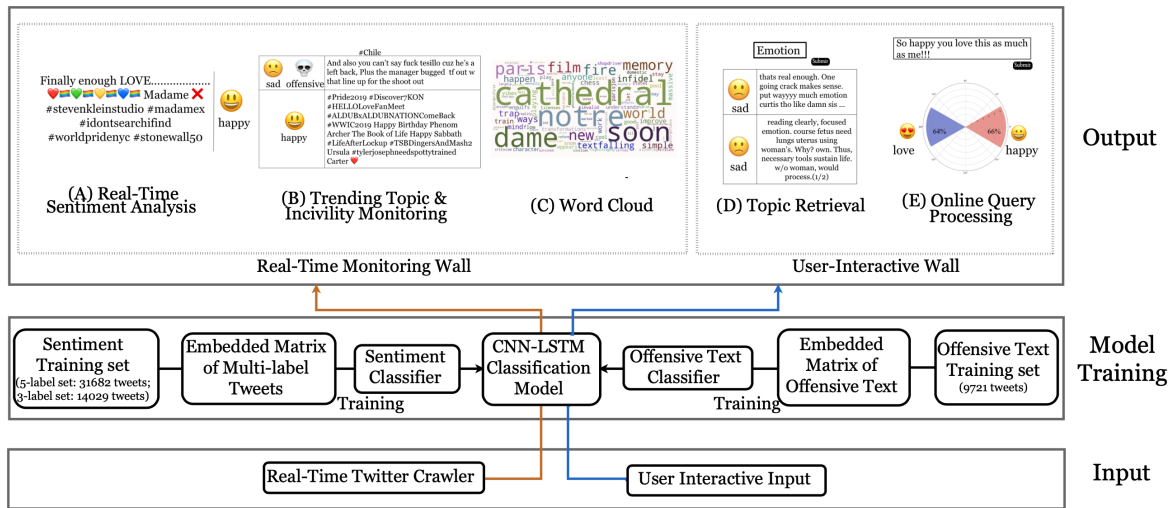 Finally enough LOVE...................
Madame
#stevenkleinstudio #madamex
#idontsearchifind
#worldpridenyc #stonewall50
happy
(A) Real-Time
Sentiment Analysis
#Chile
sad offensive
And also you can't say fuck tesillo cuz he's a
left back, Plus the manager bugged tf out w
that line up for the shoot out
happy
#Pride2019 #Discover7KON
#HELLOLoveFanMeet
#ALDUBxALDUBNATIONComeBack
#WWIC2019 Happy Birthday Phenom
Archer The Book of Life Happy Sabbath
#LifeAfterLockup #TSBDingersAndMash2
Ursula #tylerjosephneedspottytrained
Carter
(B) Trending Topic &
Incivility Monitoring
paris film fire memory
happen anyone infidel
cathedral
notre
trap
train ways world
dame new soon
mindful textfalling simple
improve
(C) Word Cloud
Real-Time Monitoring Wall
Emotion
Submit
sad
thats real enough. One
going crack makes sense.
put wayyyy much emotion
curtis tho like damn sis ...
sad
reading clearly, focused
emotion. course fetus need
lungs uterus using
woman's. Why? own. Thus,
necessary tools sustain life.
w/o woman, would
process.(1/2)
(D) Topic Retrieval
So happy you love this as much
as me!!!
Submit
64% 66%
love happy
(E) Online Query
Processing
User-Interactive Wall
Output
Sentiment
Training set
(5-label set: 31682 tweets;
3-label set: 14029 tweets)
Embedded Matrix
of Multi-label
Tweets
Sentiment
Classifier
Training
CNN-LSTM
Classification
Model
Offensive Text
Classifier
Training
Embedded
Matrix of
Offensive Text
Offensive Text
Training set
(9721 tweets)
Model
Training
Real-Time Twitter Crawler
User Interactive Input
Input